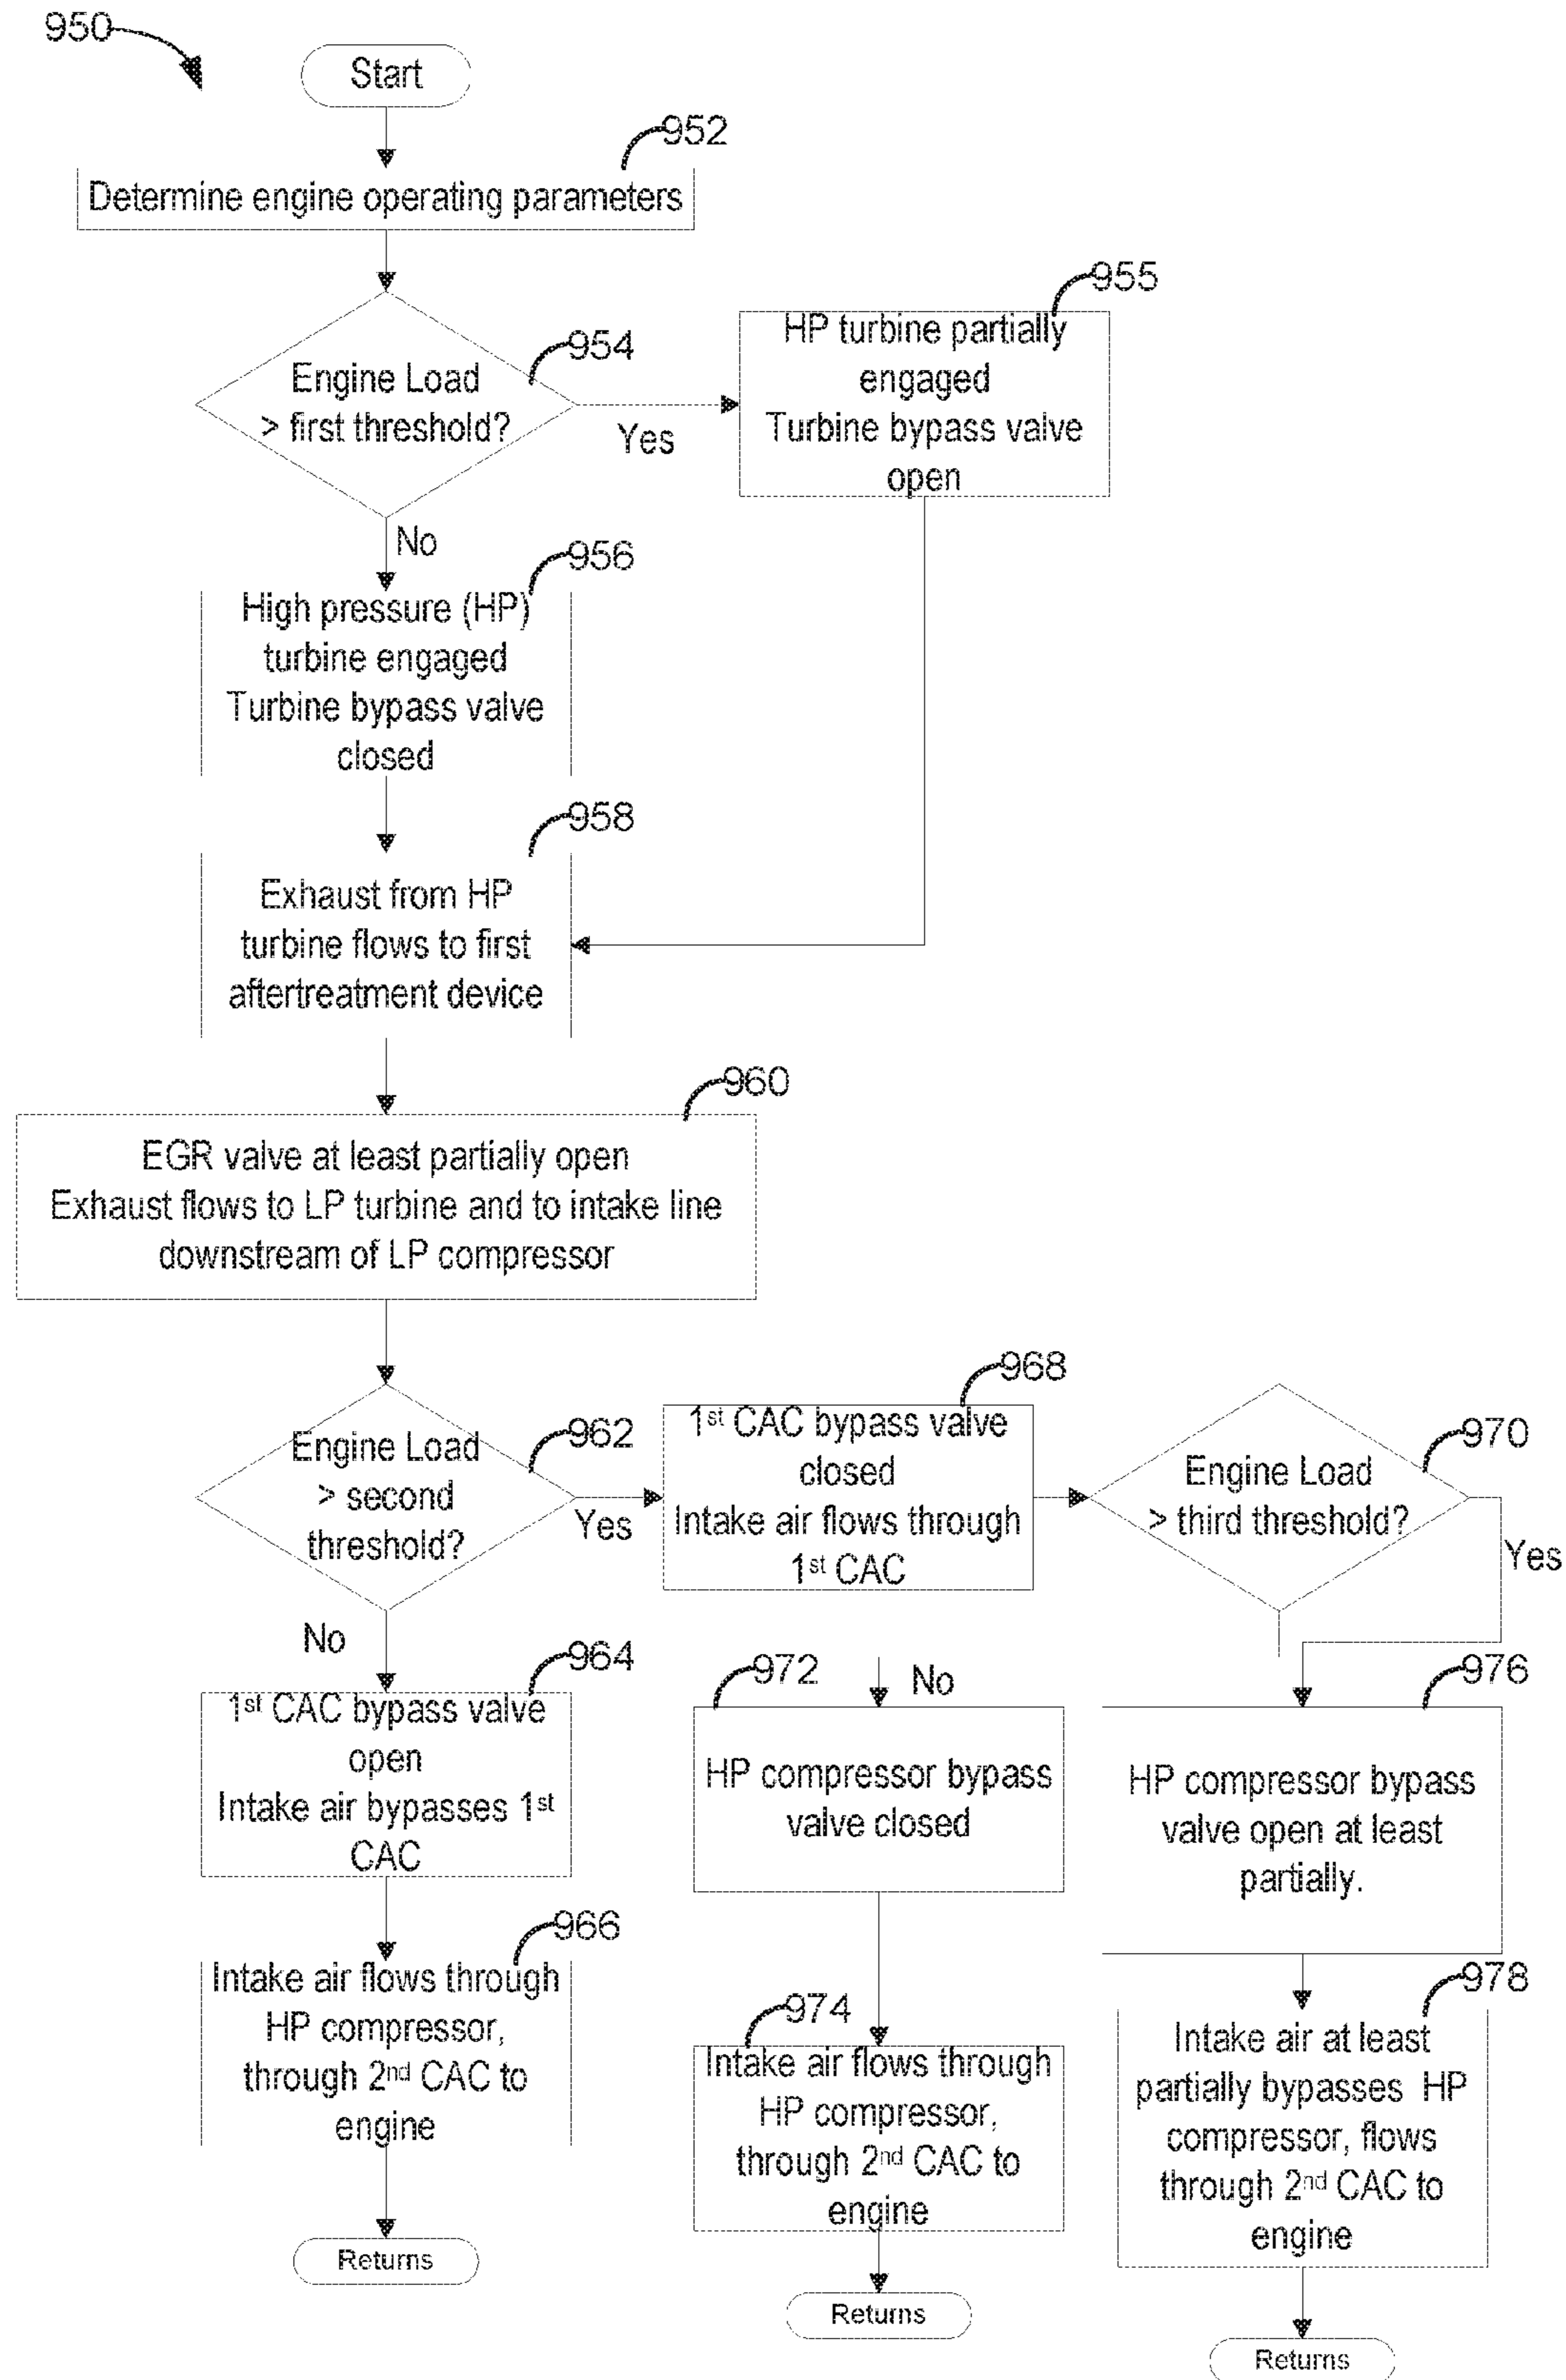 950
Start
952
Determine engine operating parameters
954
Engine Load
> first threshold?
Yes
955
HP turbine partially
engaged
Turbine bypass valve
open
No
956
High pressure (HP)
turbine engaged
Turbine bypass valve
closed
958
Exhaust from HP
turbine flows to first
aftertreatment device
960
EGR valve at least partially open
Exhaust flows to LP turbine and to intake line
downstream of LP compressor
962
Engine Load
> second
threshold?
Yes
968
1st CAC bypass valve
closed
Intake air flows through
1st CAC
970
Engine Load
> third threshold?
Yes
No
964
1st CAC bypass valve
open
Intake air bypasses 1st
CAC
966
Intake air flows through
HP compressor,
through 2nd CAC to
engine
Returns
972
No
HP compressor bypass
valve closed
974
Intake air flows through
HP compressor,
through 2nd CAC to
engine
Returns
976
HP compressor bypass
valve open at least
partially.
978
Intake air at least
partially bypasses HP
compressor, flows
through 2nd CAC to
engine
Returns